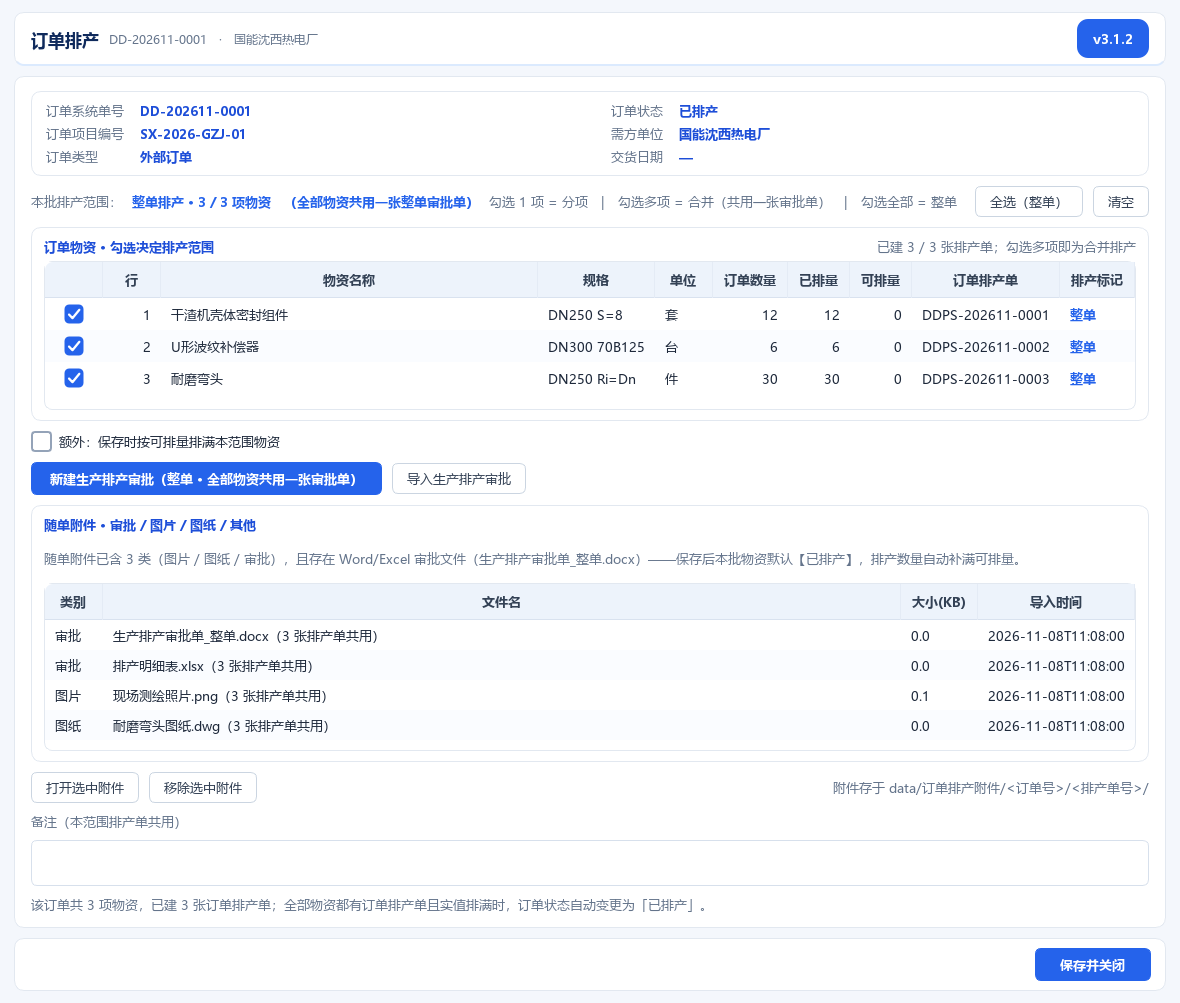 订单排产 DD-202611-0001 · 国能沈西热电厂 v3.1.2
订单系统单号 DD-202611-0001 订单状态 已排产
订单项目编号 SX-2026-GZJ-01 需方单位 国能沈西热电厂
订单类型 外部订单 交货日期 —
本批排产范围: 整单排产 • 3 / 3 项物资 （全部物资共用一张整单审批单） 勾选 1 项 = 分项 | 勾选多项 = 合并（共用一张审批单） | 勾选全部 = 整单 全选（整单） 清空
订单物资 • 勾选决定排产范围 已建 3 / 3 张排产单；勾选多项即为合并排产
行 物资名称 规格 单位 订单数量 已排量 可排量 订单排产单 排产标记
1 干渣机壳体密封组件 DN250 S=8 套 12 12 0 DDPS-202611-0001 整单
2 U形波纹补偿器 DN300 70B125 台 6 6 0 DDPS-202611-0002 整单
3 耐磨弯头 DN250 Ri=Dn 件 30 30 0 DDPS-202611-0003 整单
额外：保存时按可排量排满本范围物资
新建生产排产审批（整单 • 全部物资共用一张审批单） 导入生产排产审批
随单附件 • 审批 / 图片 / 图纸 / 其他
随单附件已含 3 类（图片 / 图纸 / 审批），且存在 Word/Excel 审批文件（生产排产审批单_整单.docx）——保存后本批物资默认【已排产】，排产数量自动补满可排量。
类别 文件名 大小(KB) 导入时间
审批 生产排产审批单_整单.docx（3 张排产单共用） 0.0 2026-11-08T11:08:00
审批 排产明细表.xlsx（3 张排产单共用） 0.0 2026-11-08T11:08:00
图片 现场测绘照片.png（3 张排产单共用） 0.1 2026-11-08T11:08:00
图纸 耐磨弯头图纸.dwg（3 张排产单共用） 0.0 2026-11-08T11:08:00
打开选中附件 移除选中附件 附件存于 data/订单排产附件/<订单号>/<排产单号>/
备注（本范围排产单共用）
该订单共 3 项物资，已建 3 张订单排产单；全部物资都有订单排产单且实值排满时，订单状态自动变更为「已排产」。
保存并关闭